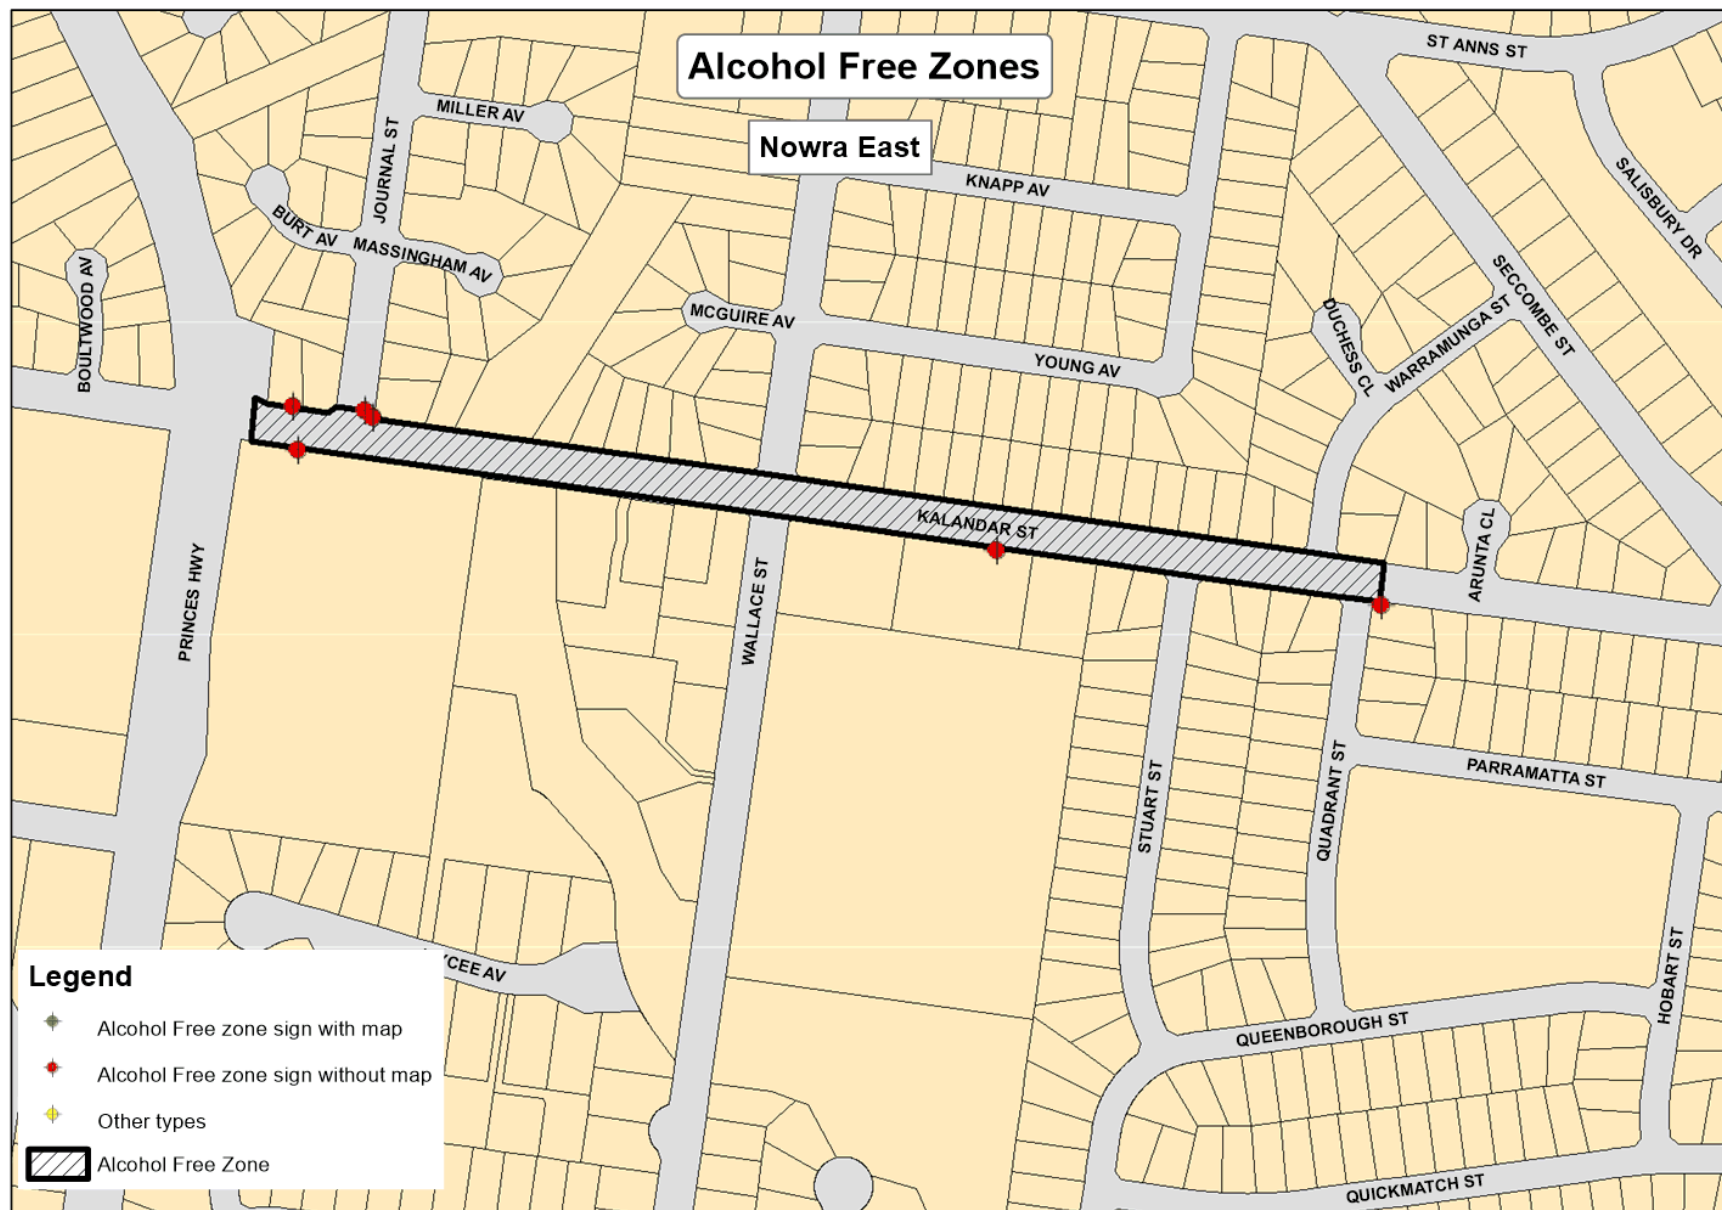 ST ANNS ST
Alcohol Free Zones
MILLER AV
Nowra East
JOURNAL ST
KNAPP AV
SALISBURY DR
BURT AV
MASSINGHAM AV
BOULTWOOD AV
MCGUIRE AV
SECCOMBE ST
DUCHESS CL
WARRAMUNGA ST
YOUNG AV
KALANDAR ST
ARUNTA CL
PRINCES HWY
WALLACE ST
STUART ST
QUADRANT ST
PARRAMATTA ST
HOBART ST
YCEE AV
QUEENBOROUGH ST
QUICKMATCH ST
Legend
Alcohol Free zone sign with map
Alcohol Free zone sign without map
Other types
Alcohol Free Zone